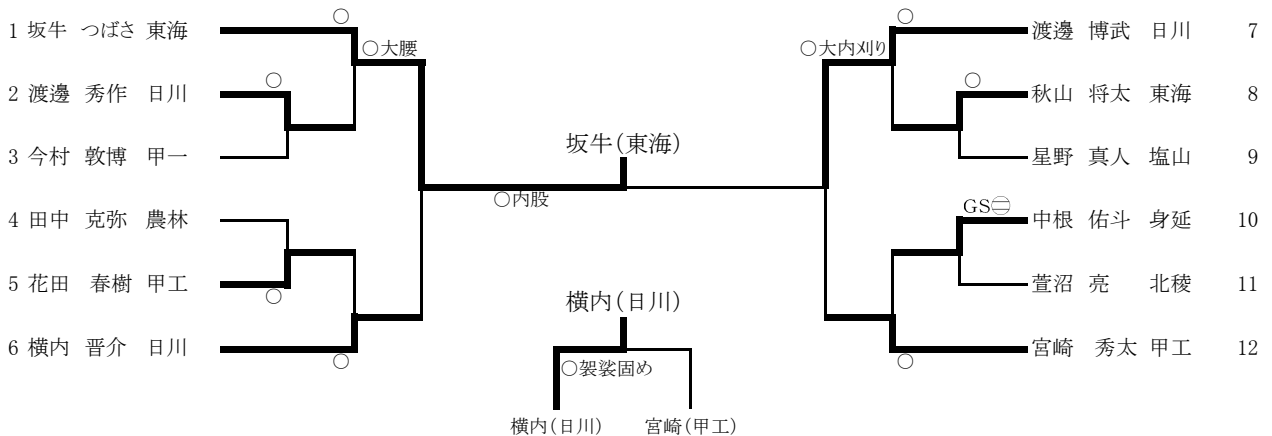 1 坂牛 つばさ 東海
○
○大腰
2 渡邊 秀作 日川
○
3 今村 敦博 甲一
4 田中 克弥 農林
5 花田 春樹 甲工
○
6 横内 晋介 日川
○
坂牛(東海)
○内股
横内(日川)
○袈裟固め
横内(日川) 宮崎(甲工)
○
渡邊 博武 日川 7
○大内刈り
○
秋山 将太 東海 8
星野 真人 塩山 9
GS㊀
中根 佑斗 身延 10
萱沼 亮 北稜 11
宮崎 秀太 甲工 12
○